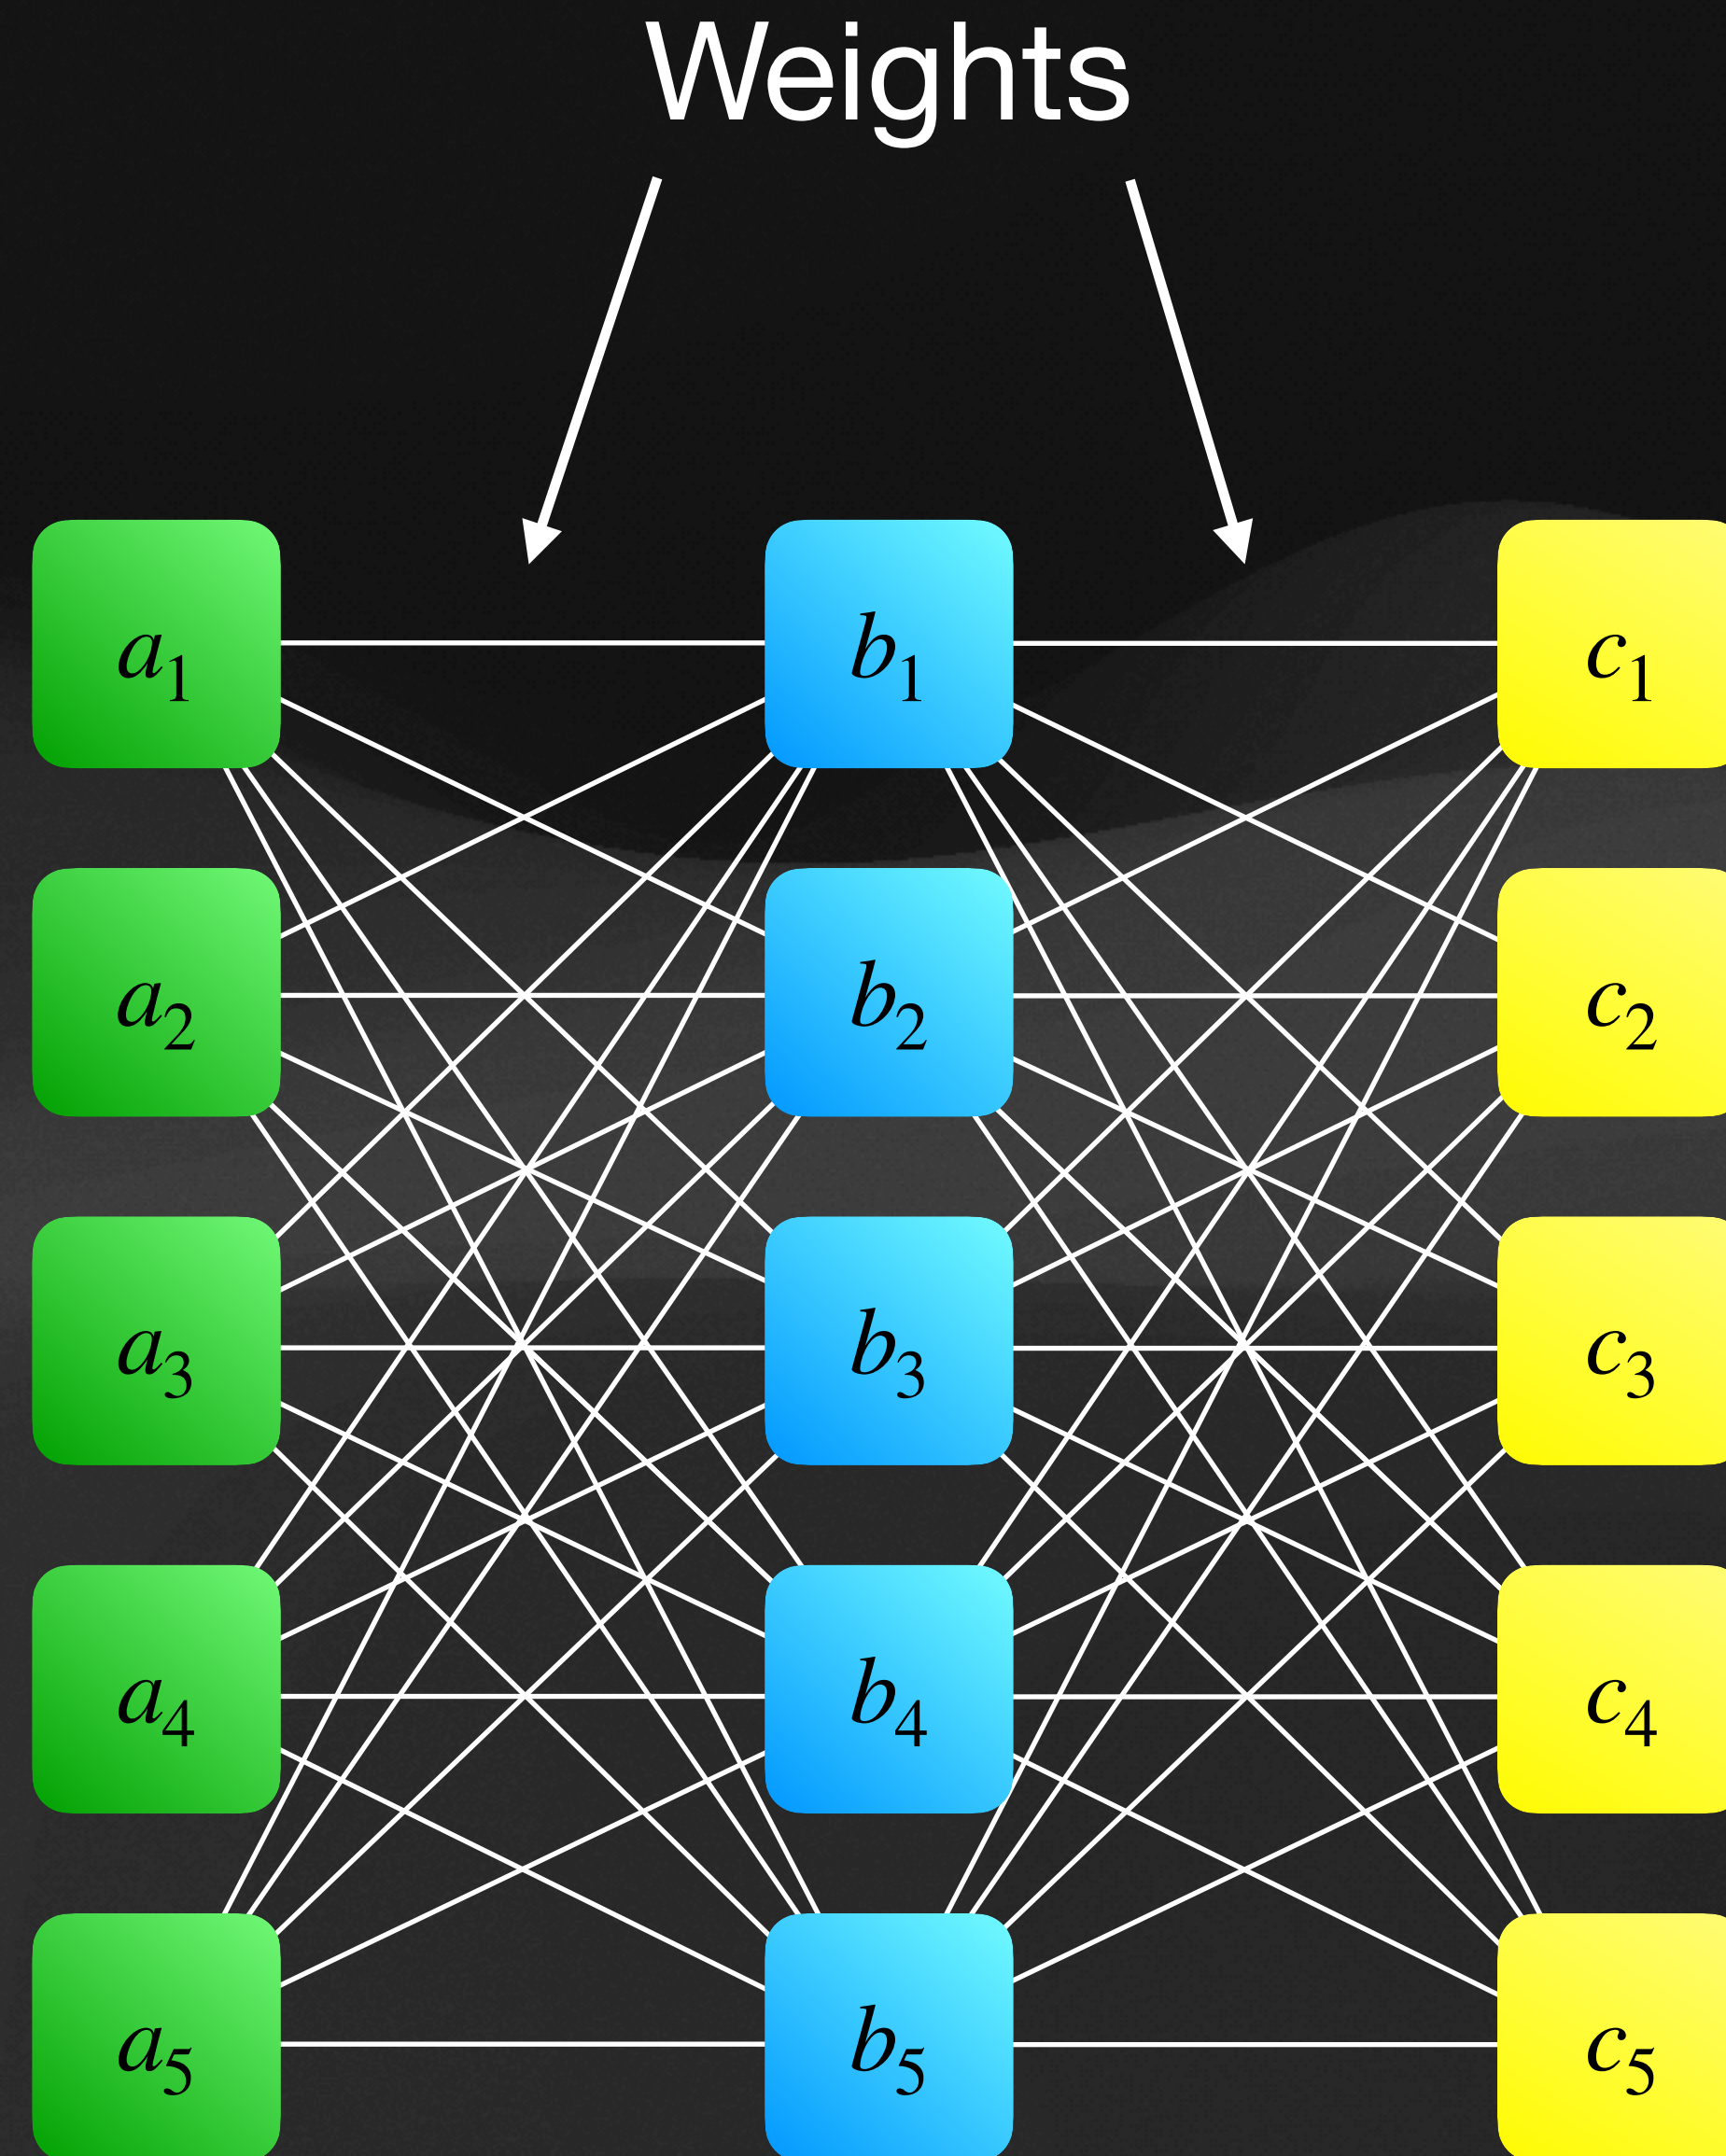 Weights
a₁ b₁ c₁
a₂ b₂ c₂
a₃ b₃ c₃
a₄ b₄ c₄
a₅ b₅ c₅